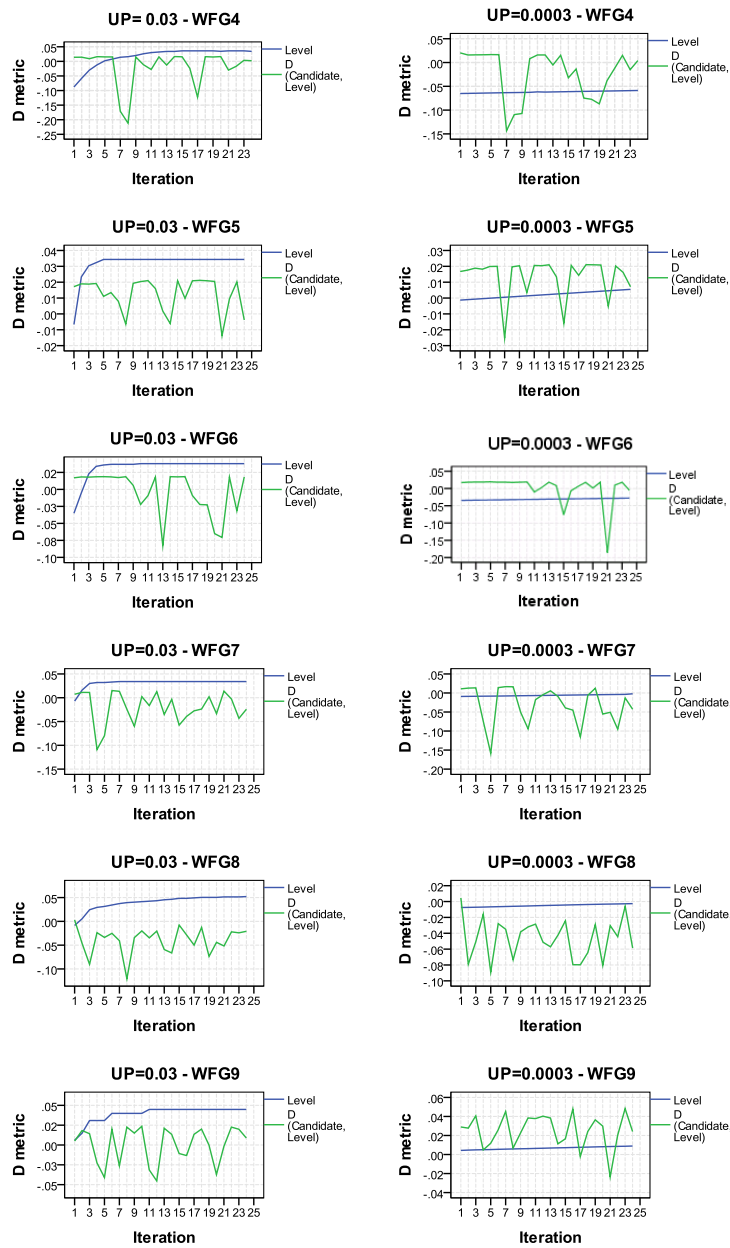 UP= 0.03 - WFG4
D metric
.05
.00
-.05
-.10
-.15
-.20
-.25
1 3 5 7 9 11 13 15 17 19 21 23
Iteration
Level
D
(Candidate,
Level)
UP=0.0003 - WFG4
D metric
.05
.00
-.05
-.10
-.15
1 3 5 7 9 11 13 15 17 19 21 23
Iteration
Level
D
(Candidate,
Level)
UP=0.03 - WFG5
D metric
.04
.03
.02
.01
.00
-.01
-.02
1 3 5 7 9 11 13 15 17 19 21 23 25
Iteration
Level
D
(Candidate,
Level)
UP=0.0003 - WFG5
D metric
.03
.02
.01
.00
-.01
-.02
-.03
1 3 5 7 9 11 13 15 17 19 21 23 25
Iteration
Level
D
(Candidate,
Level)
UP=0.03 - WFG6
D metric
.02
.00
-.03
-.05
-.08
-.10
1 3 5 7 9 11 13 15 17 19 21 23 25
Iteration
Level
D
(Candidate,
Level)
UP=0.0003 - WFG6
D metric
.05
.00
-.05
-.10
-.15
-.20
1 3 5 7 9 11 13 15 17 19 21 23 25
Iteration
Level
D
(Candidate,
Level)
UP=0.03 - WFG7
D metric
.05
.00
-.05
-.10
-.15
1 3 5 7 9 11 13 15 17 19 21 23 25
Iteration
Level
D
(Candidate,
Level)
UP=0.0003 - WFG7
D metric
.05
.00
-.05
-.10
-.15
-.20
1 3 5 7 9 11 13 15 17 19 21 23 25
Iteration
Level
D
(Candidate,
Level)
UP=0.03 - WFG8
D metric
.05
.00
-.05
-.10
1 3 5 7 9 11 13 15 17 19 21 23 25
Iteration
Level
D
(Candidate,
Level)
UP=0.0003 - WFG8
D metric
.02
.00
-.02
-.04
-.06
-.08
-.10
1 3 5 7 9 11 13 15 17 19 21 23 25
Iteration
Level
D
(Candidate,
Level)
UP=0.03 - WFG9
D metric
.05
.02
.00
-.03
-.05
1 3 5 7 9 11 13 15 17 19 21 23 25
Iteration
Level
D
(Candidate,
Level)
UP=0.0003 - WFG9
D metric
.06
.04
.02
.00
-.02
-.04
1 3 5 7 9 11 13 15 17 19 21 23 25
Iteration
Level
D
(Candidate,
Level)